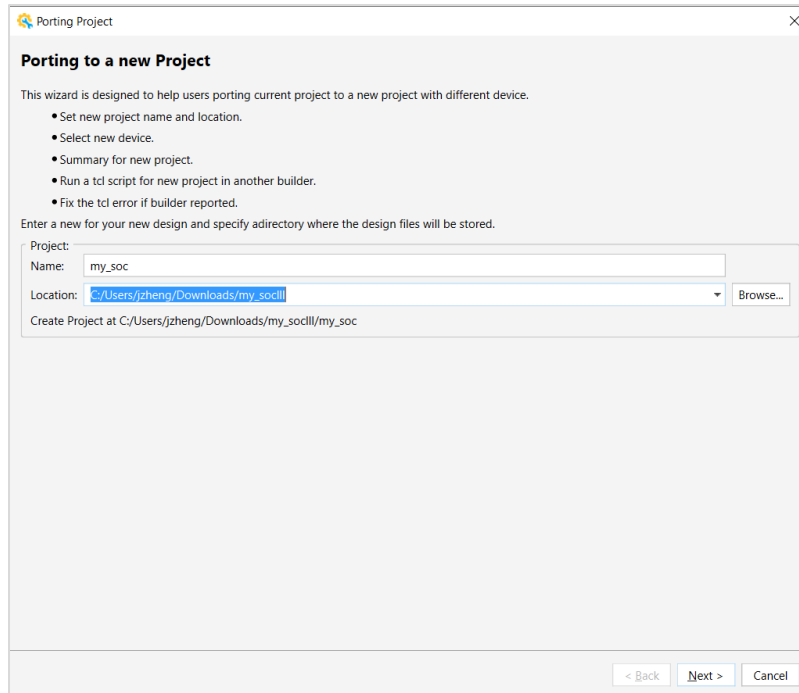 Porting Project
Porting to a new Project
This wizard is designed to help users porting current project to a new project with different device.
Set new project name and location.
Select new device.
Summary for new project.
Run a tcl script for new project in another builder.
Fix the tcl error if builder reported.
Enter a new for your new design and specify adirectory where the design files will be stored.
Project:
Name: my_soc
Location: C:/Users/jzheng/Downloads/my_soclll Browse...
Create Project at C:/Users/jzheng/Downloads/my_soclll/my_soc
< Back Next > Cancel